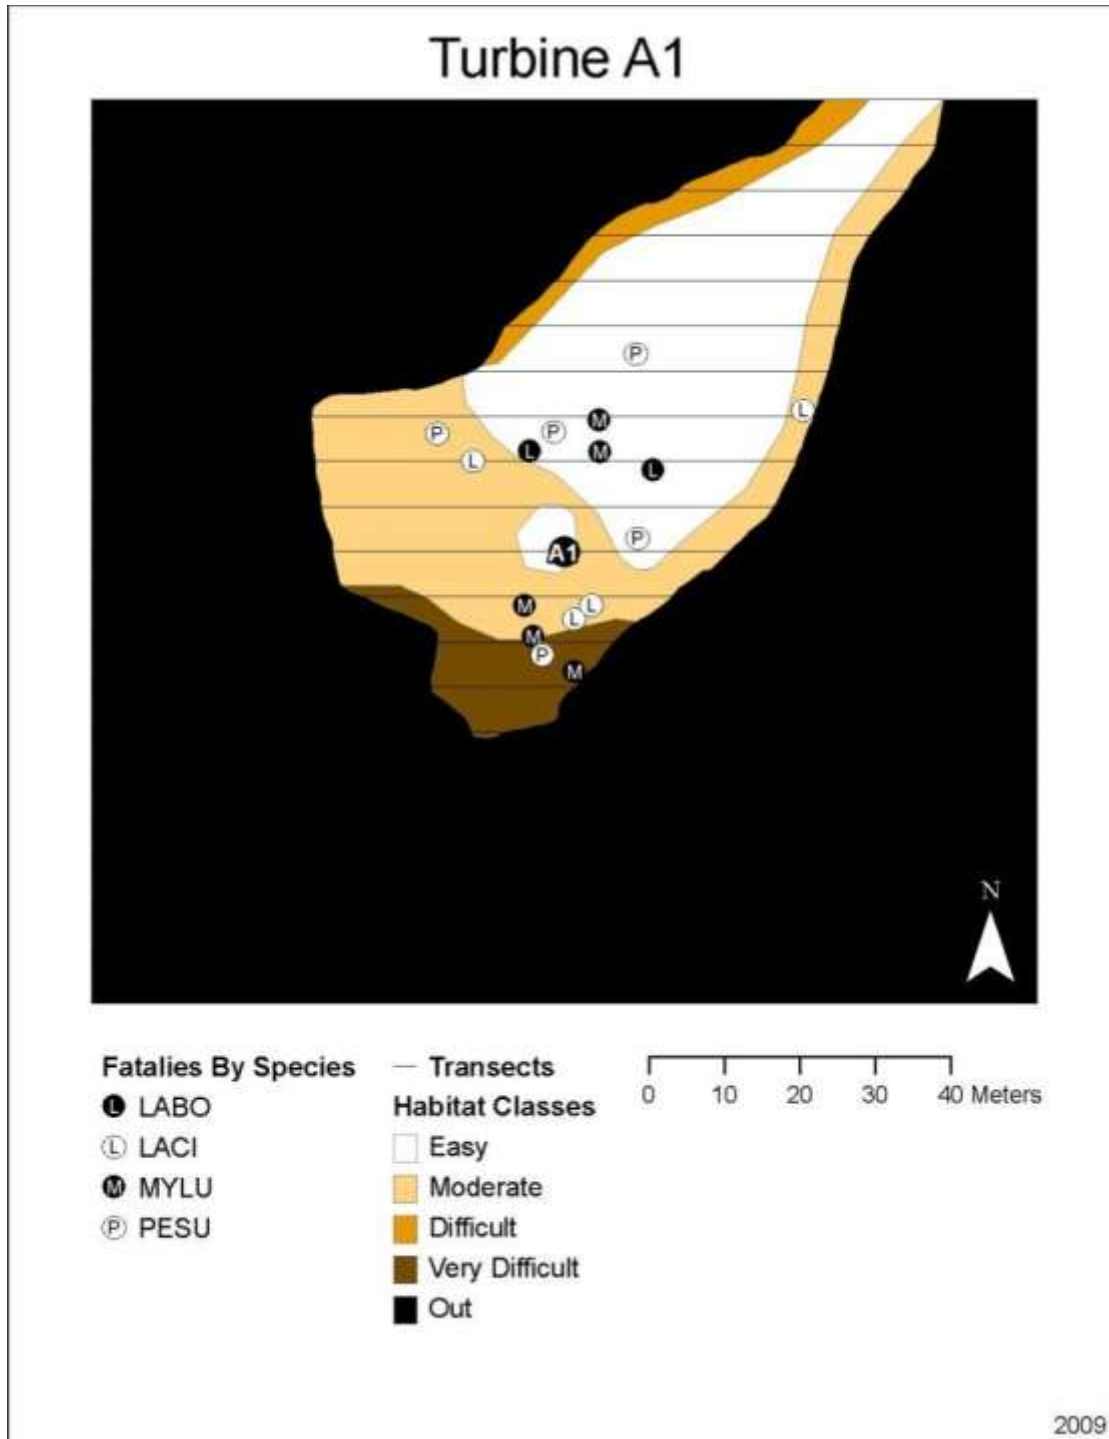 Turbine A1
P
L
M
P
P
L
M
L
L
P
A1
M
L
L
M
P
M
N
Fatalies By Species
L LABO
L LACI
M MYLU
P PESU
Transects
Habitat Classes
Easy
Moderate
Difficult
Very Difficult
Out
0 10 20 30 40 Meters
2009